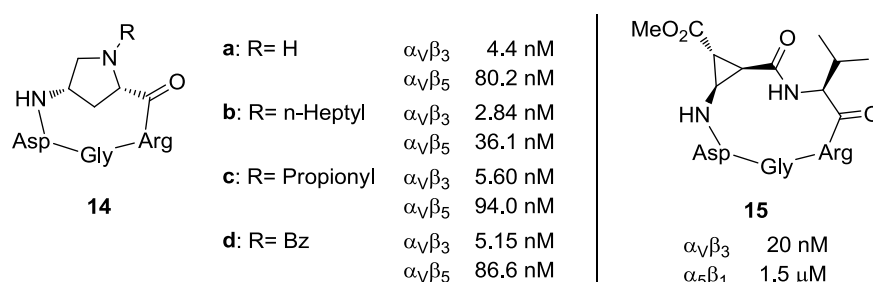 R
N
O
HN
Asp
Gly
Arg
14
a: R= H αVβ3 4.4 nM
αVβ5 80.2 nM
b: R= n-Heptyl αVβ3 2.84 nM
αVβ5 36.1 nM
c: R= Propionyl αVβ3 5.60 nM
αVβ5 94.0 nM
d: R= Bz αVβ3 5.15 nM
αVβ5 86.6 nM
MeO2C
O
HN
HN
O
Asp
Gly
Arg
15
αVβ3 20 nM
α5β1 1.5 μM